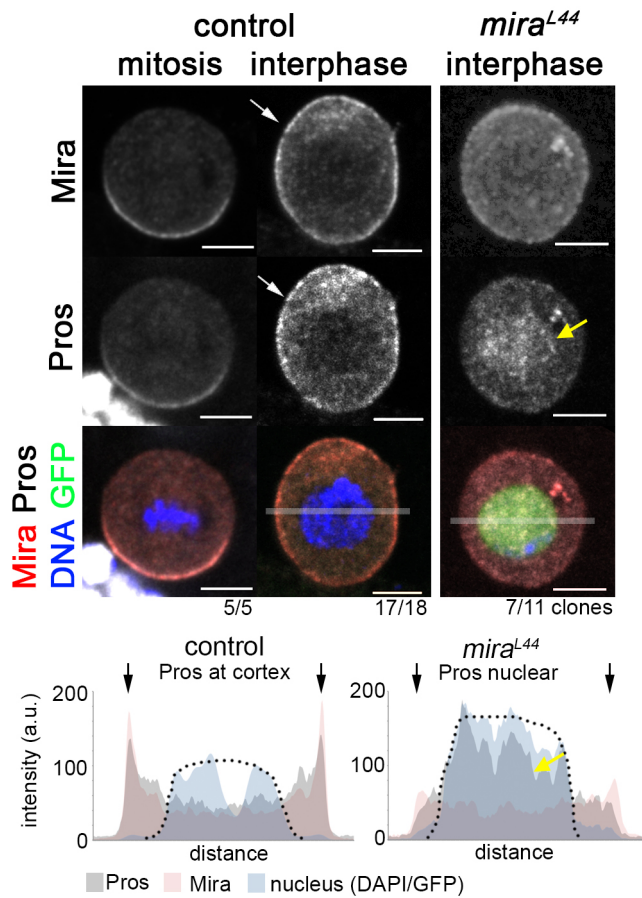 control
mira^L44
mitosis interphase interphase
Mira
Pros
Mira Pros
DNA GFP
5/5 17/18 7/11 clones
control mira^L44
Pros at cortex Pros nuclear
intensity (a.u.)
200 200
100 100
0 0
distance distance
Pros Mira nucleus (DAPI/GFP)